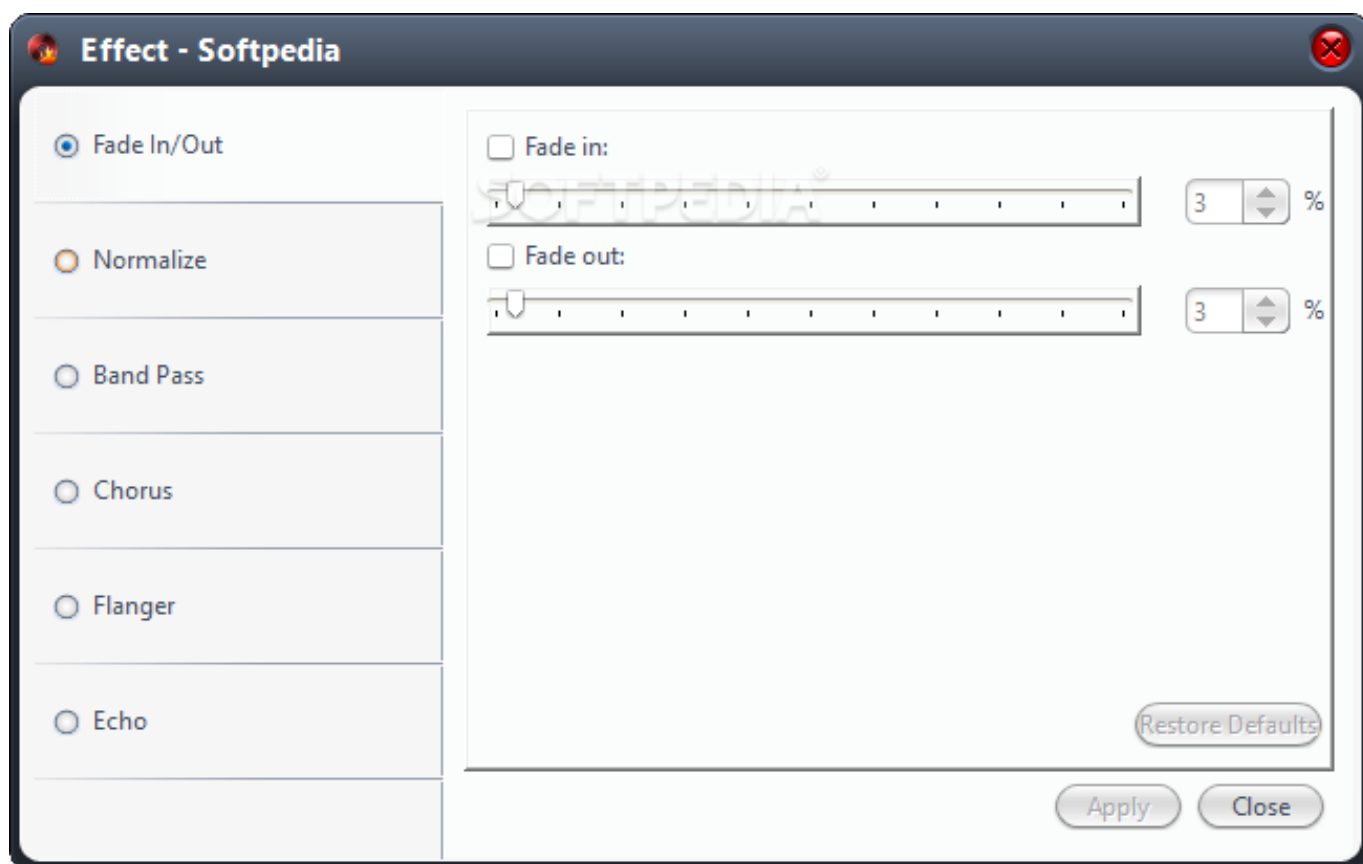 Effect - Softpedia
Fade In/Out
Normalize
Band Pass
Chorus
Flanger
Echo
Fade in:
SOFTPEDIA®
3 %
Fade out:
3 %
Restore Defaults
Apply
Close